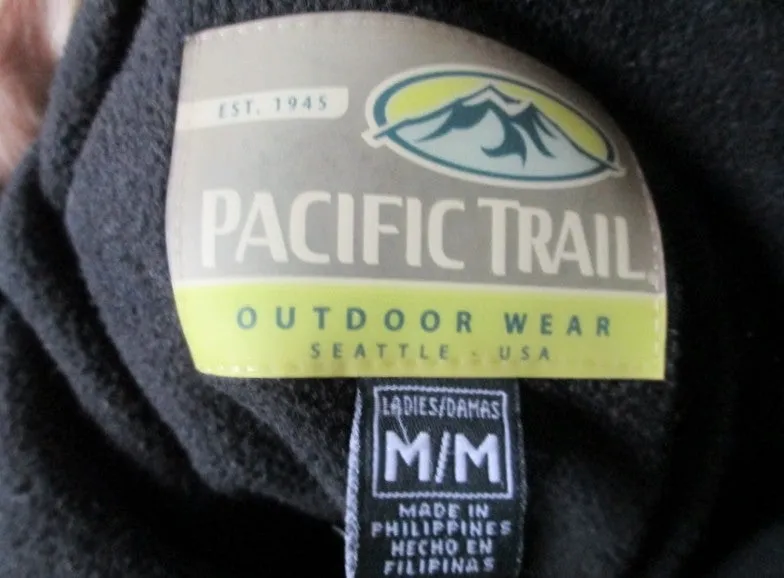 EST. 1945
PACIFIC TRAIL
OUTDOOR WEAR
SEATTLE - USA
LADIES/DAMAS
M/M
MADE IN
PHILIPPINES
HECHO EN
FILIPINAS